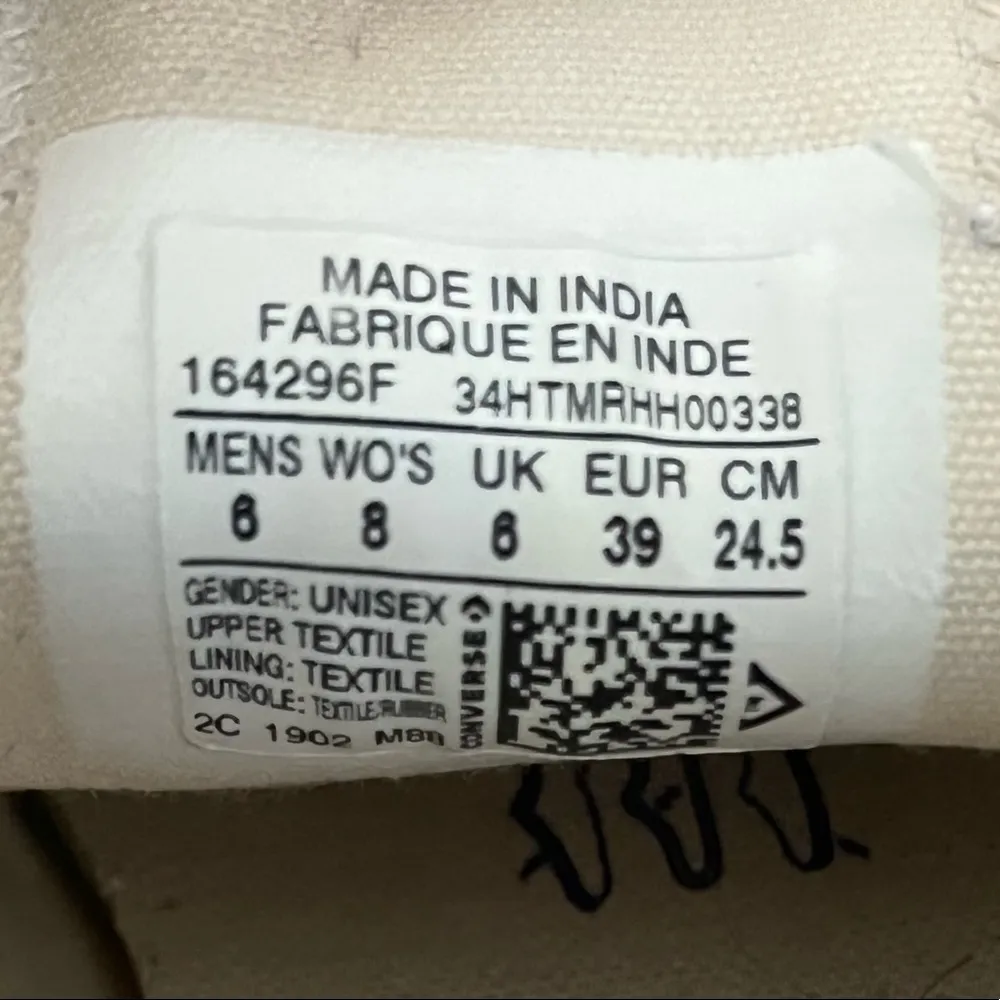 MADE IN INDIA
FABRIQUE EN INDE
164296F 34HTMRHH00338
MENS WO'S UK EUR CM
6 8 6 39 24.5
GENDER: UNISEX
UPPER TEXTILE
LINING: TEXTILE
OUTSOLE: TEXTILE/RUBBER
2C 1902
CONVERSE